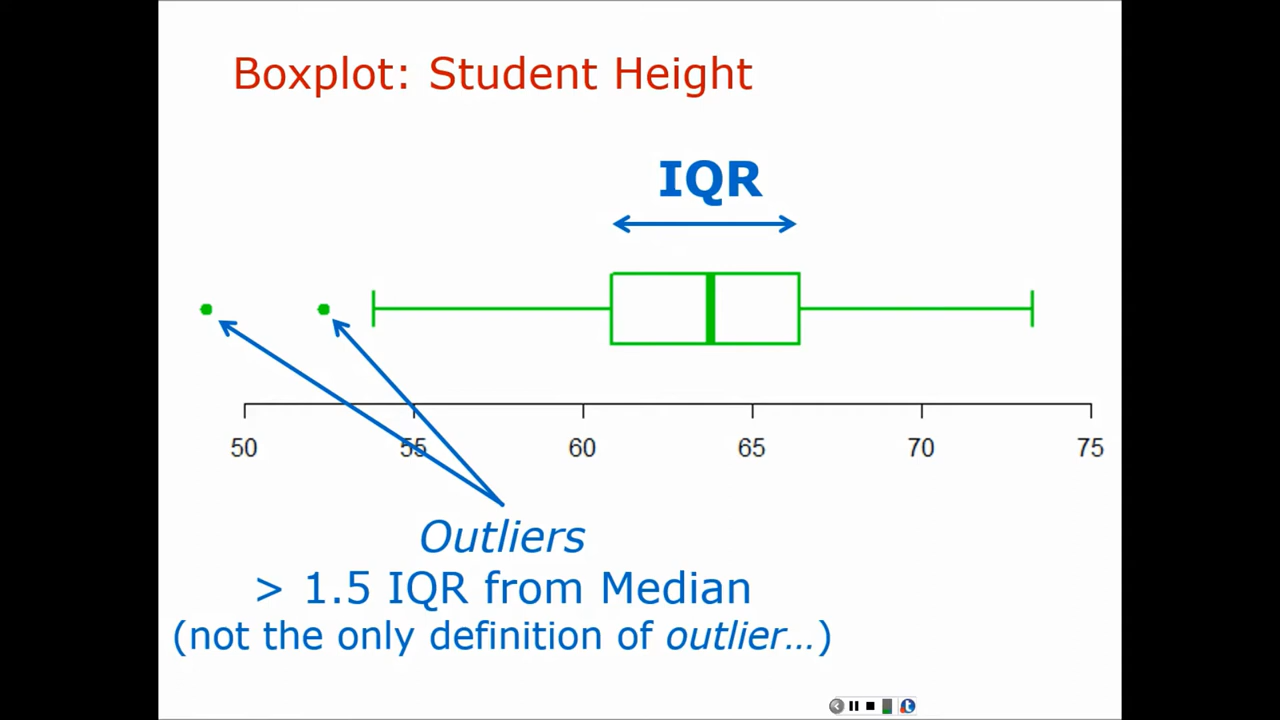 Boxplot: Student Height
IQR
50 55 60 65 70 75
Outliers
> 1.5 IQR from Median
(not the only definition of outlier...)